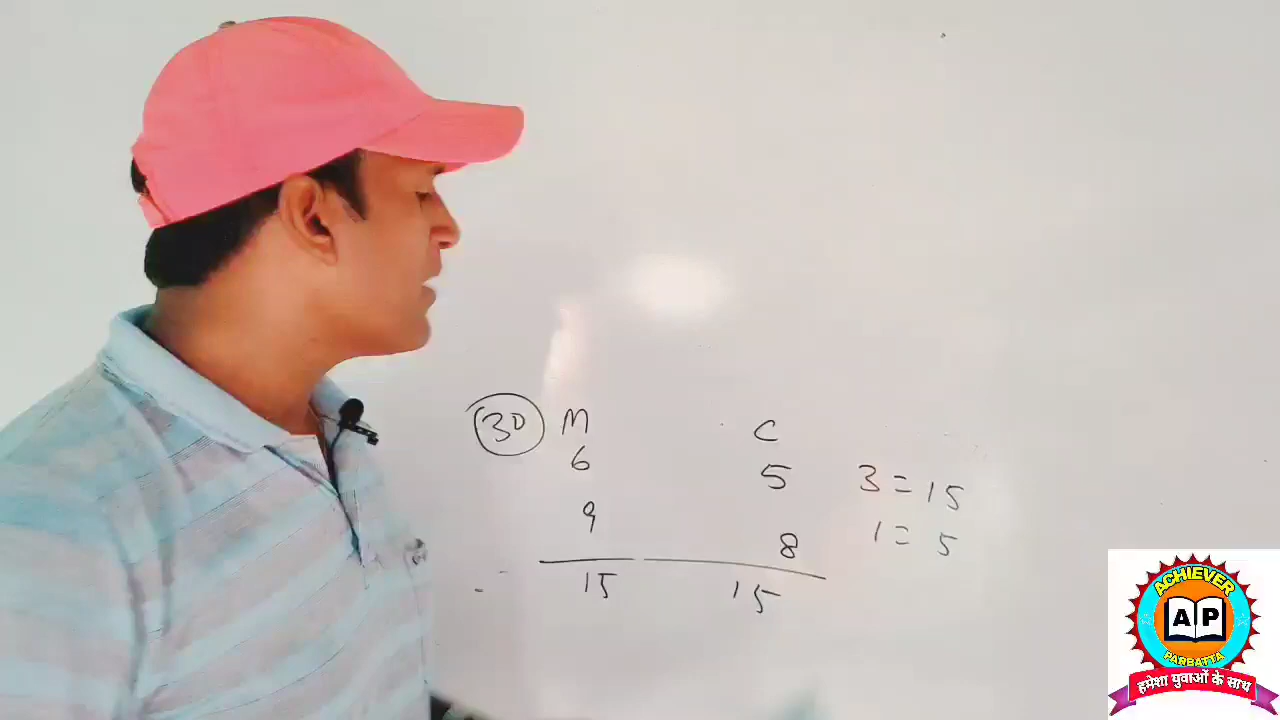 30 M C
6 5 3 = 15
9 8 1 = 5
15 15
ACHIEVER
AP
PARBATTA
हमेशा युवाओं के साथ